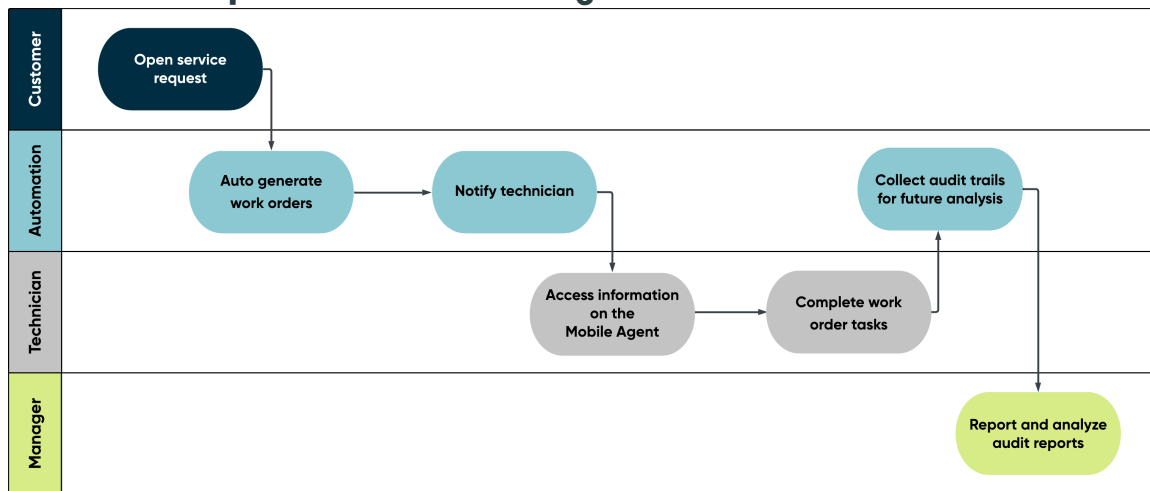 Customer
Open service
request
Automation
Auto generate
work orders
Notify technician
Collect audit trails
for future analysis
Technician
Access information
on the
Mobile Agent
Complete work
order tasks
Manager
Report and analyze
audit reports